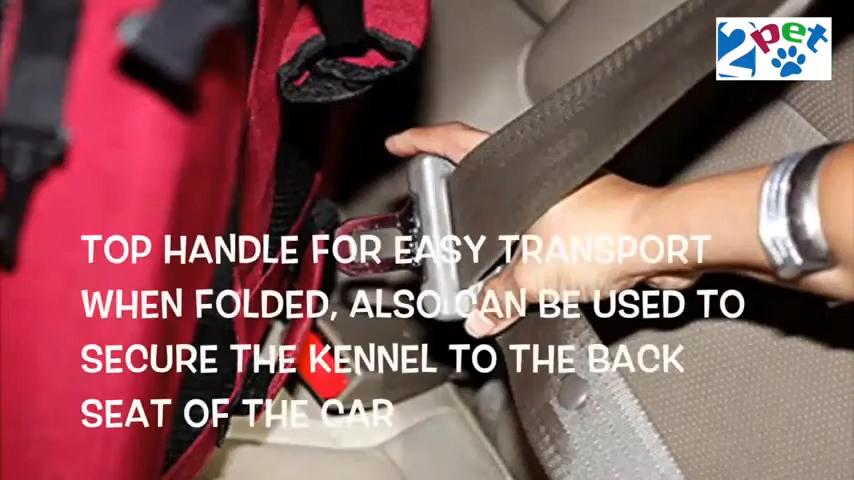 2pet
TOP HANDLE FOR EASY TRANSPORT
WHEN FOLDED, ALSO CAN BE USED TO
SECURE THE KENNEL TO THE BACK
SEAT OF THE CAR